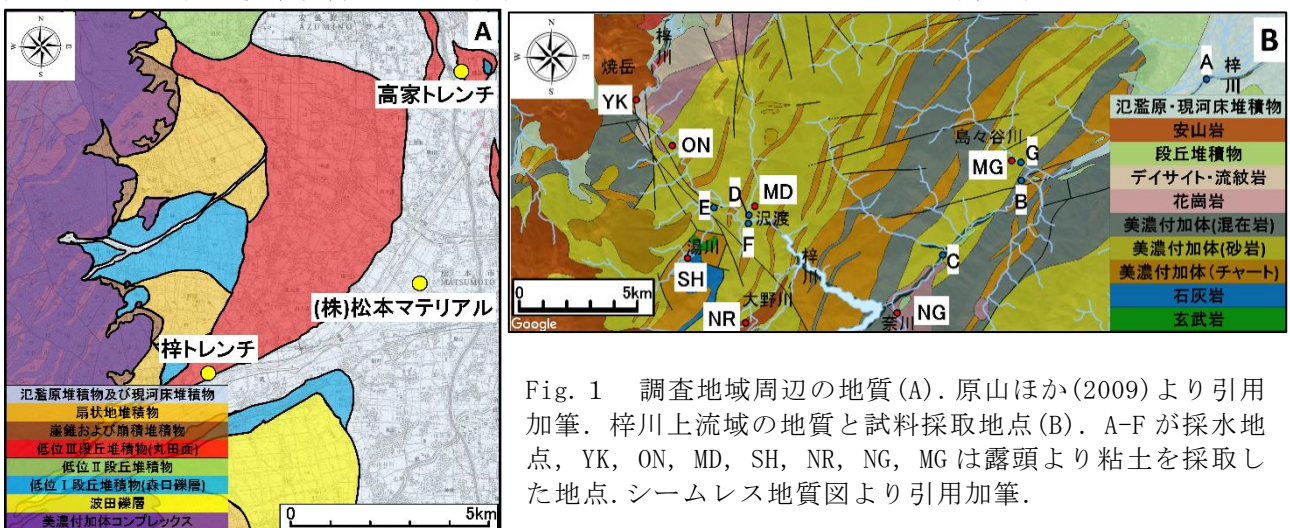 A
N
E
S
W
高家トレンチ
(株)松本マテリアル
梓トレンチ
氾濫原堆積物及び現河床堆積物
扇状地堆積物
崖錐および崩積堆積物
低位Ⅲ段丘堆積物(丸田面)
低位Ⅱ段丘堆積物
低位Ⅰ段丘堆積物(森口礫層)
波田礫層
美濃付加体コンプレックス
0 5km
B
N
E
S
W
焼岳
梓川
YK
ON
D
MD
E
沢渡
F
湯川
SH
NR
大野川
梓川
奈川
NG
C
島々谷川
MG
G
B
A
梓川
氾濫原・現河床堆積物
安山岩
段丘堆積物
デイサイト・流紋岩
花崗岩
美濃付加体(混在岩)
美濃付加体(砂岩)
美濃付加体(チャート)
石灰岩
玄武岩
0 5km
Google
Fig. 1 調査地域周辺の地質(A). 原山ほか(2009)より引用
加筆. 梓川上流域の地質と試料採取地点(B). A-F が採水地
点, YK, ON, MD, SH, NR, NG, MG は露頭より粘土を採取し
た地点. シームレス地質図より引用加筆.